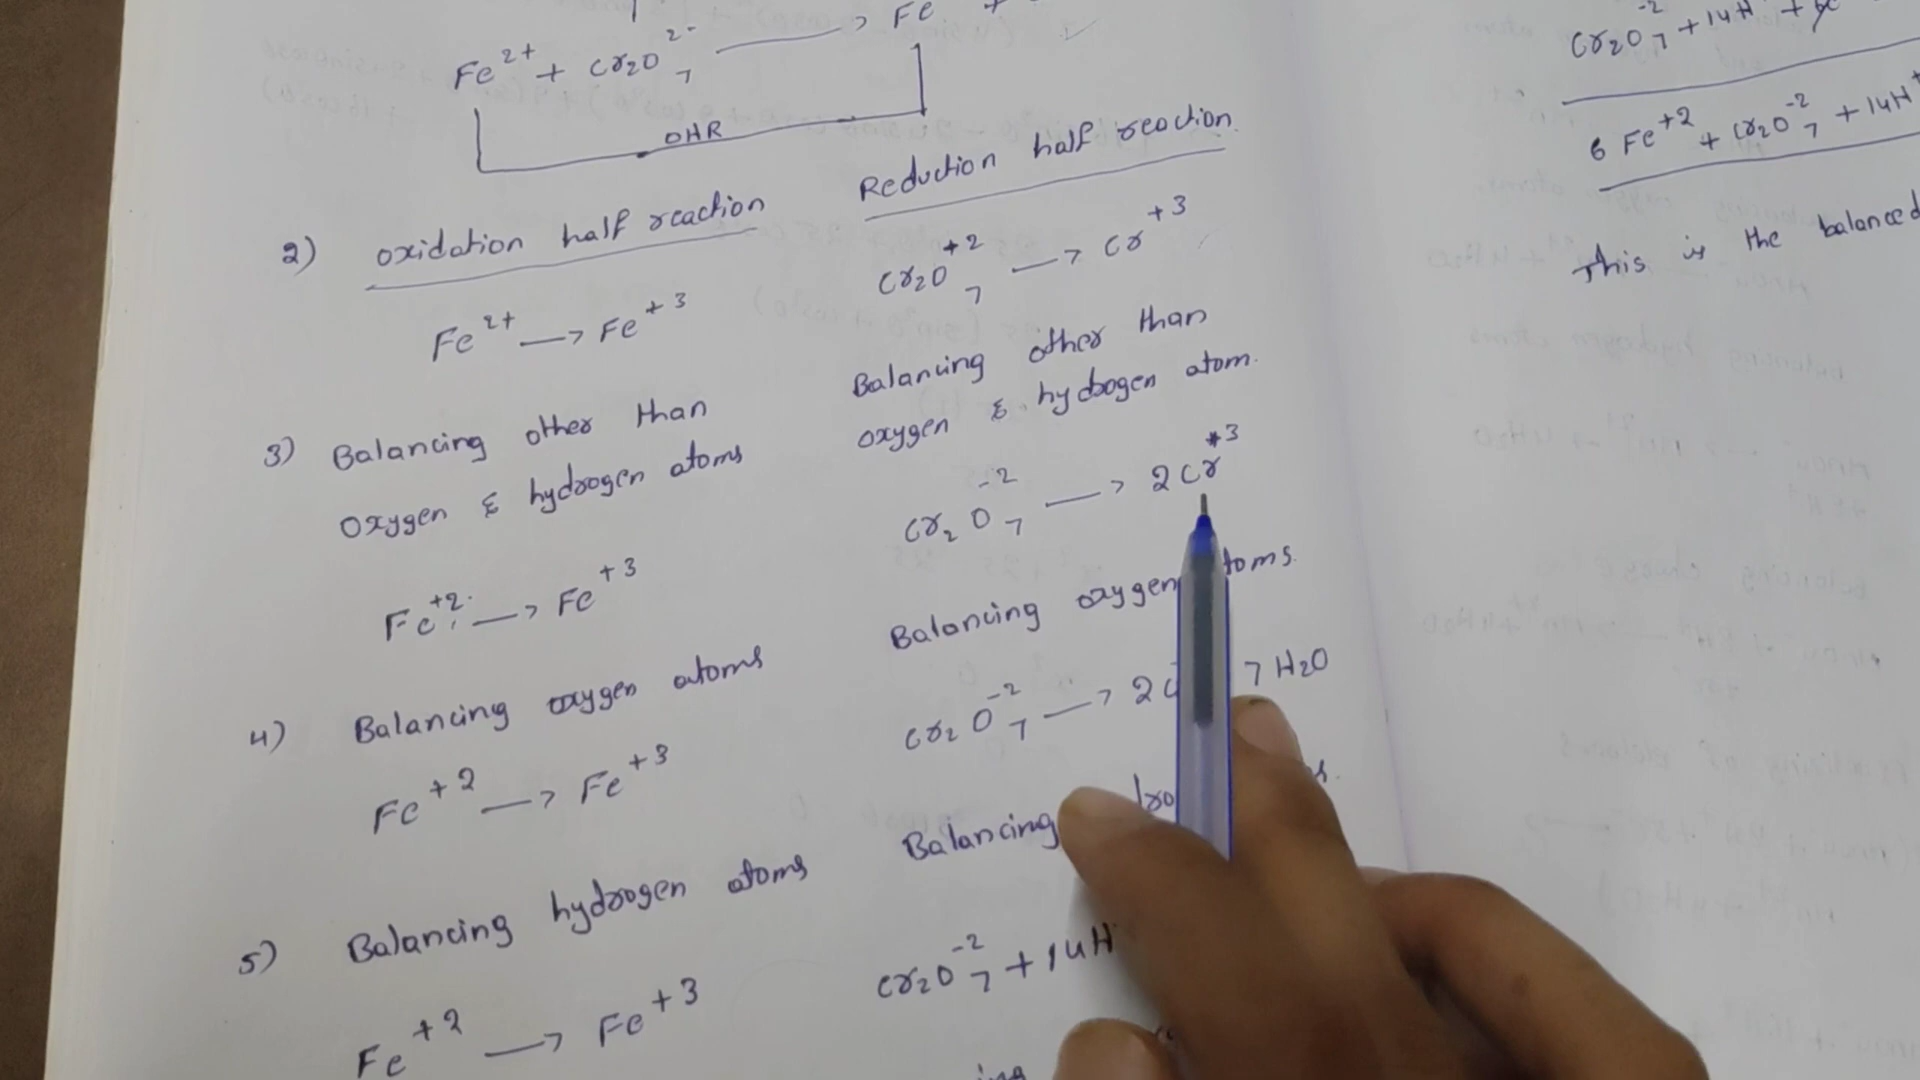 Fe²⁺ + Cr₂O₇²⁻ ⟶ Fe +
OHR
2) Oxidation half reaction
Fe²⁺ ⟶ Fe⁺³
3) Balancing other than
Oxygen & hydrogen atoms
Fe⁺² ⟶ Fe⁺³
4) Balancing oxygen atoms
Fe⁺² ⟶ Fe⁺³
5) Balancing hydrogen atoms
Fe⁺² ⟶ Fe⁺³
Reduction half reaction
Cr₂O₇⁺² ⟶ Cr⁺³
Balancing other than
oxygen & hydrogen atom.
Cr₂O₇⁻² ⟶ 2Cr⁺³
Balancing oxygen atoms.
Cr₂O₇⁻² ⟶ 2C 7H₂O
Balancing
Cr₂O₇⁻² + 14H
Cr₂O₇⁻² + 14H +
6 Fe⁺² + Cr₂O₇⁻² + 14H⁺
This is the balanced